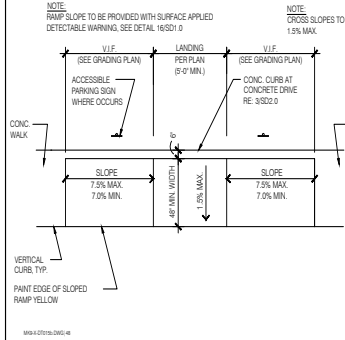 NOTE:
RAMP SLOPE TO BE PROVIDED WITH SURFACE APPLIED
DETECTABLE WARNING, SEE DETAIL 16/SD1.0
NOTE:
CROSS SLOPES TO
1.5% MAX.
V.I.F.
(SEE GRADING PLAN)
LANDING
PER PLAN
(5'-0" MIN.)
V.I.F.
(SEE GRADING PLAN)
ACCESSIBLE
PARKING SIGN
WHERE OCCURS
CONC. CURB AT
CONCRETE DRIVE
RE: 3/SD2.0
CONC.
WALK
6"
SLOPE
7.5% MAX.
7.0% MIN.
48" MIN. WIDTH
1.5% MAX.
SLOPE
7.5% MAX.
7.0% MIN.
VERTICAL
CURB, TYP.
PAINT EDGE OF SLOPED
RAMP YELLOW